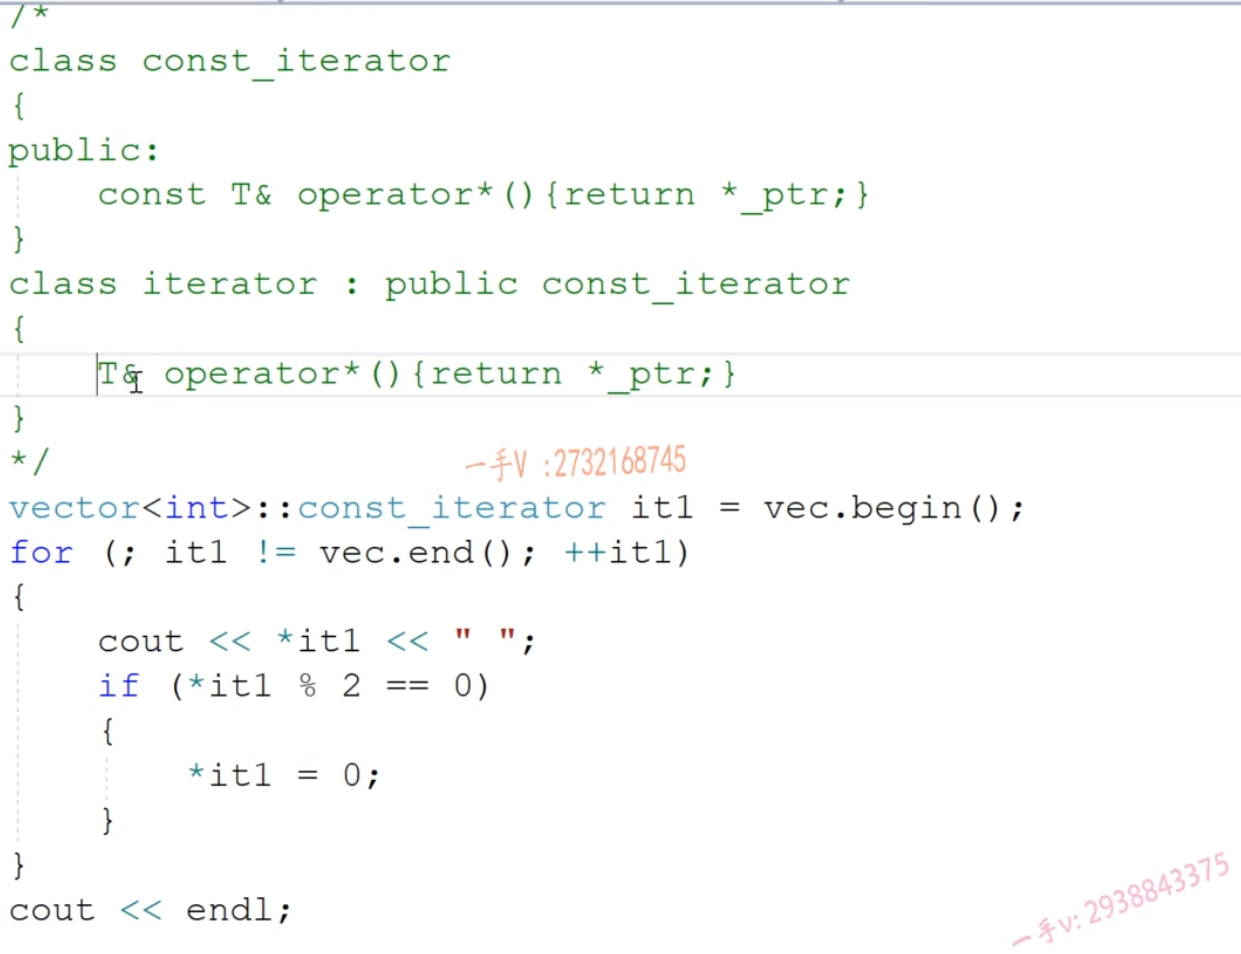 /*
class const_iterator
{
public:
    const T& operator*(){return *_ptr;}
}
class iterator : public const_iterator
{
    T& operator*(){return *_ptr;}
}
*/
一手V :2732168745
vector<int>::const_iterator it1 = vec.begin();
for (; it1 != vec.end(); ++it1)
{
    cout << *it1 << " ";
    if (*it1 % 2 == 0)
    {
        *it1 = 0;
    }
}
cout << endl;
一手v: 2938843375